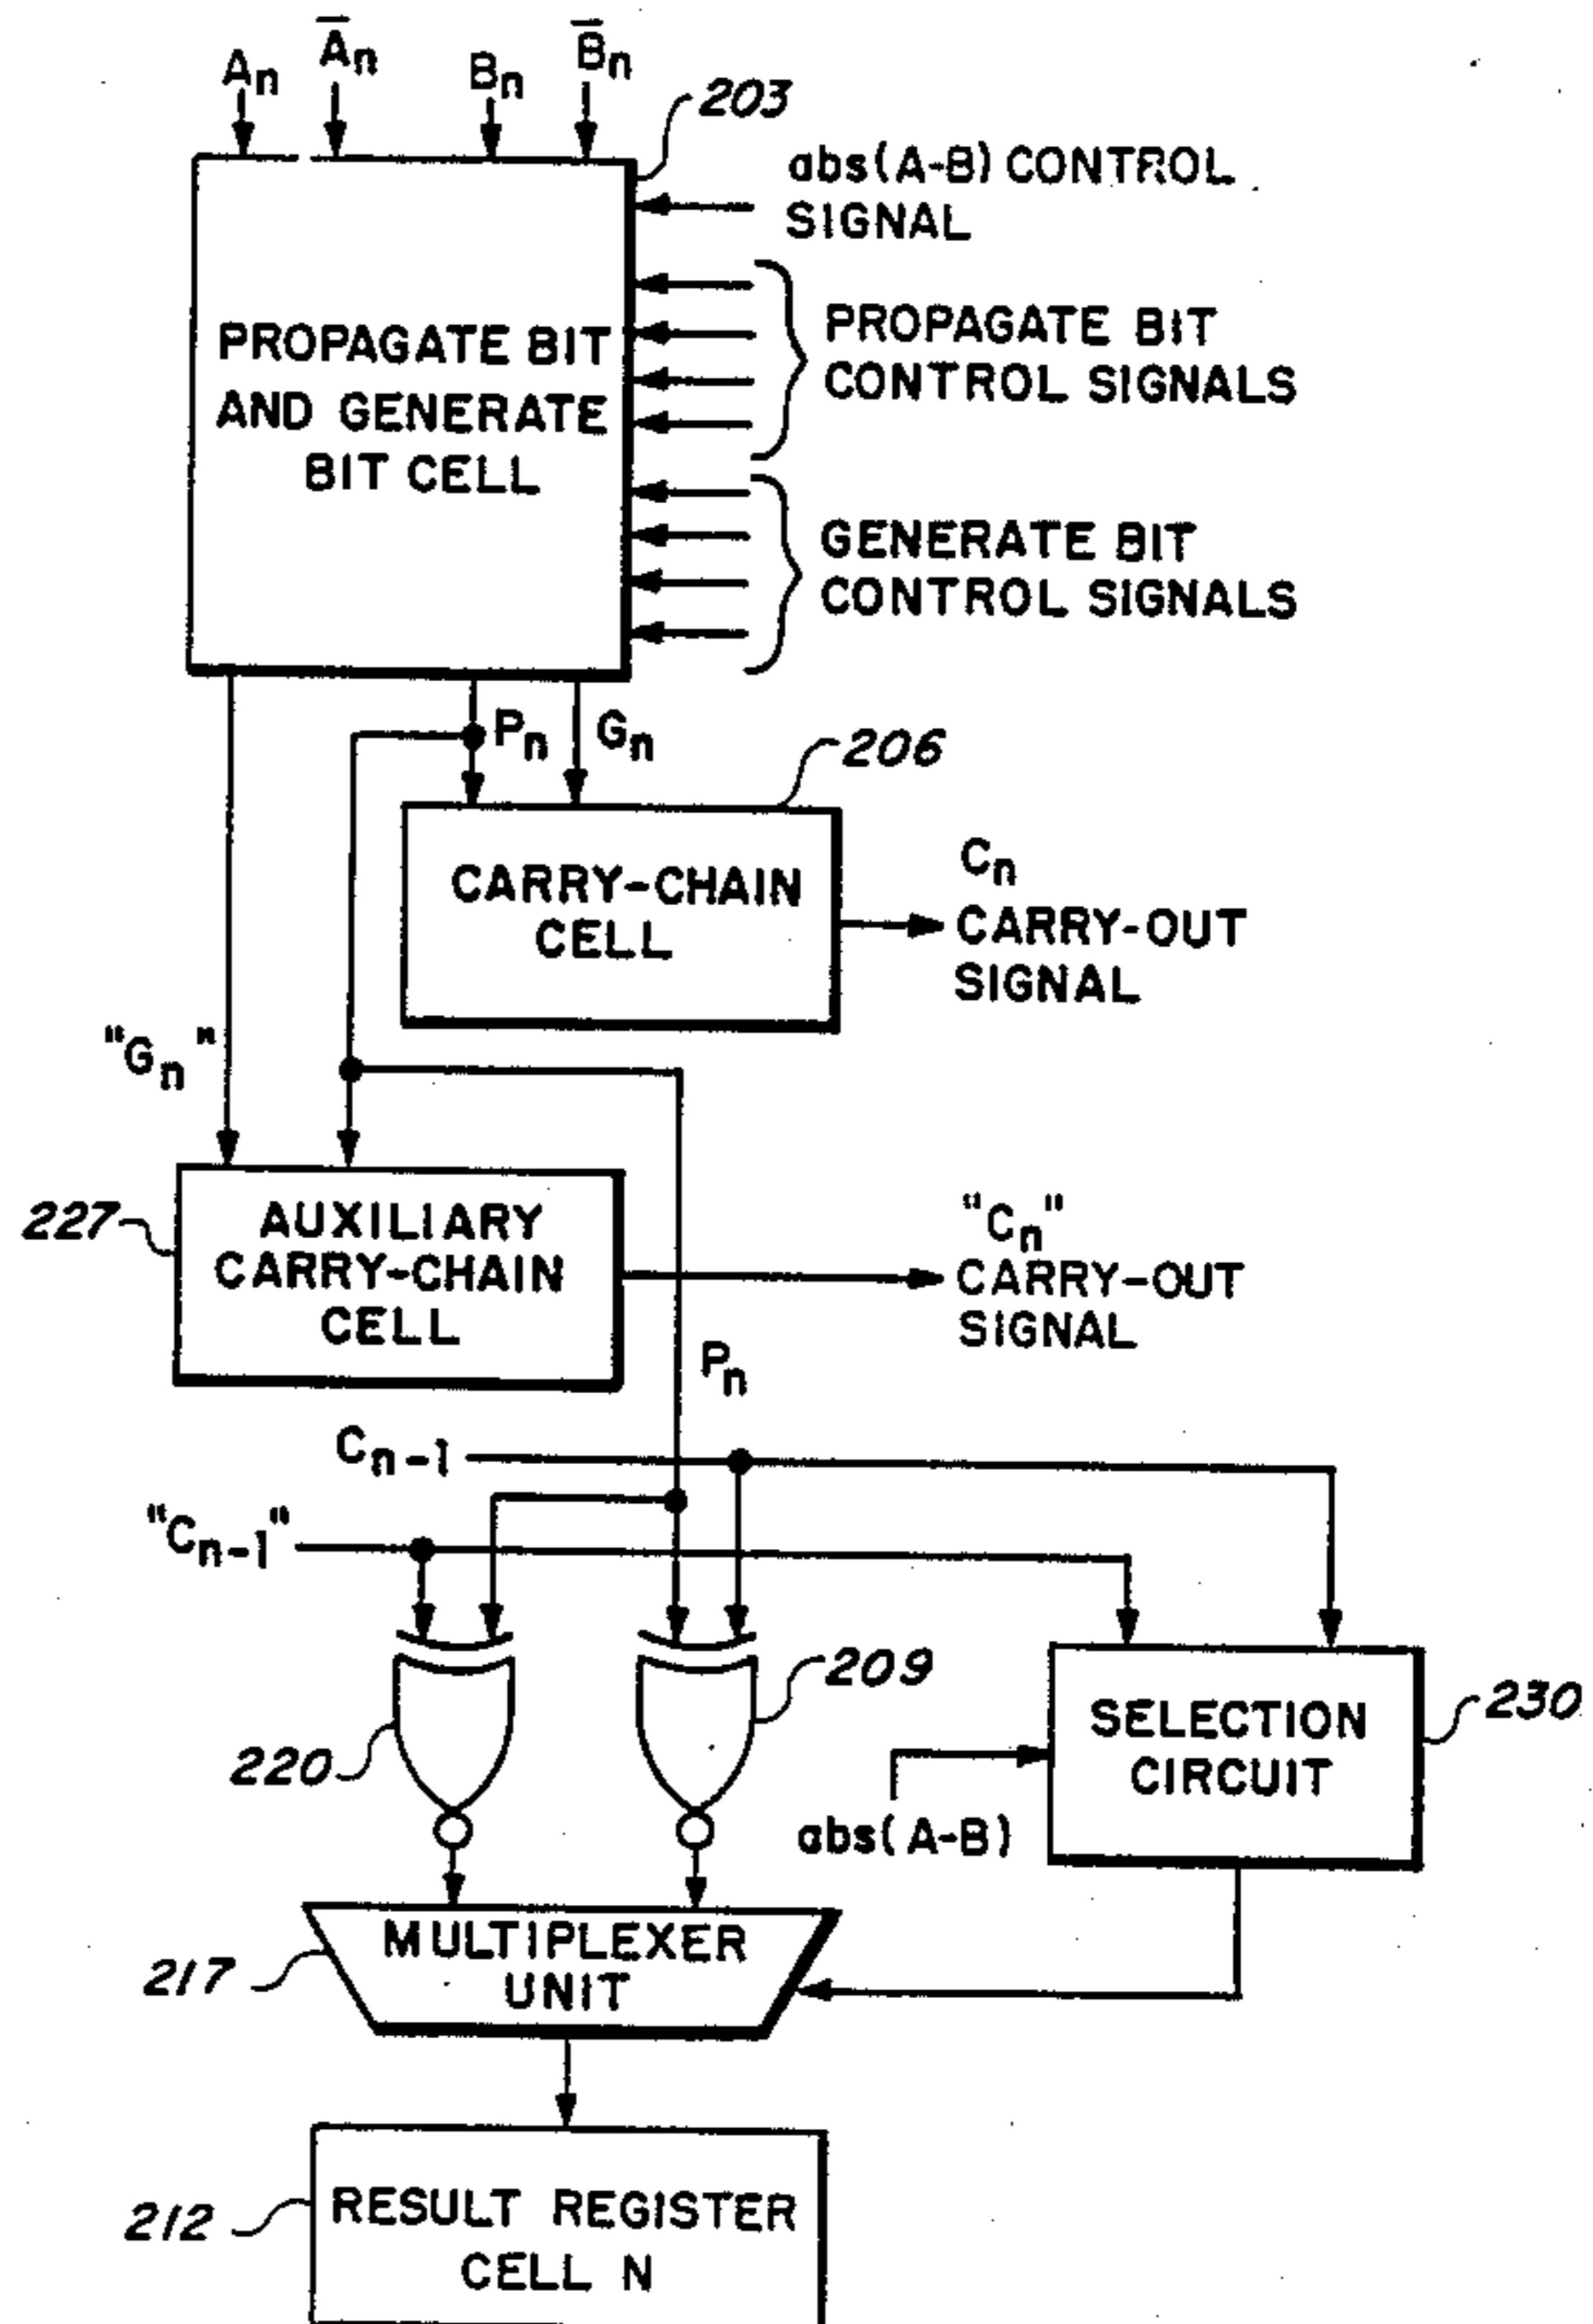 Aₙ A̅ₙ Bₙ B̅ₙ
203
abs(A-B) CONTROL
SIGNAL
PROPAGATE BIT
AND GENERATE
BIT CELL
PROPAGATE BIT
CONTROL SIGNALS
GENERATE BIT
CONTROL SIGNALS
Pₙ Gₙ
206
CARRY-CHAIN
CELL
Cₙ
CARRY-OUT
SIGNAL
"Gₙ"
227
AUXILIARY
CARRY-CHAIN
CELL
"Cₙ"
CARRY-OUT
SIGNAL
Pₙ
Cₙ₋₁
"Cₙ₋₁"
220
209
SELECTION
CIRCUIT
230
abs(A-B)
217
MULTIPLEXER
UNIT
212
RESULT REGISTER
CELL N